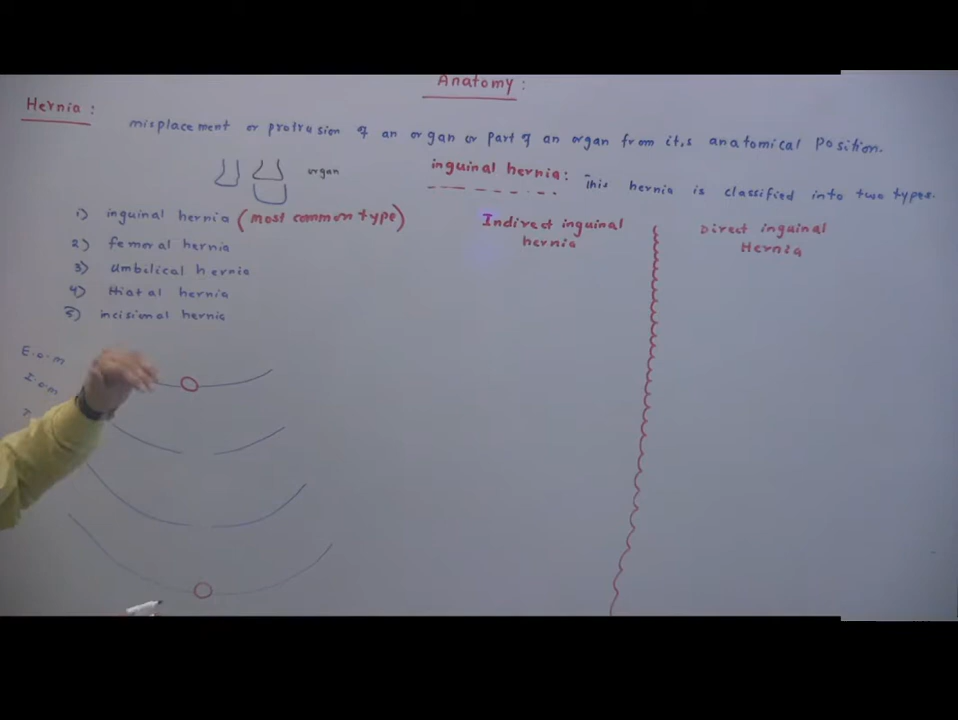 Anatomy :
Hernia :
misplacement or protrusion of an organ or part of an organ from it,s anatomical position.
organ
inguinal hernia : This hernia is classified into two types.
1) inguinal hernia (most common type)
2) femoral hernia
3) umbilical hernia
4) Hiatal hernia
5) incisional hernia
Indirect inguinal
hernia
Direct inguinal
Hernia
E.o.m
I.o.m